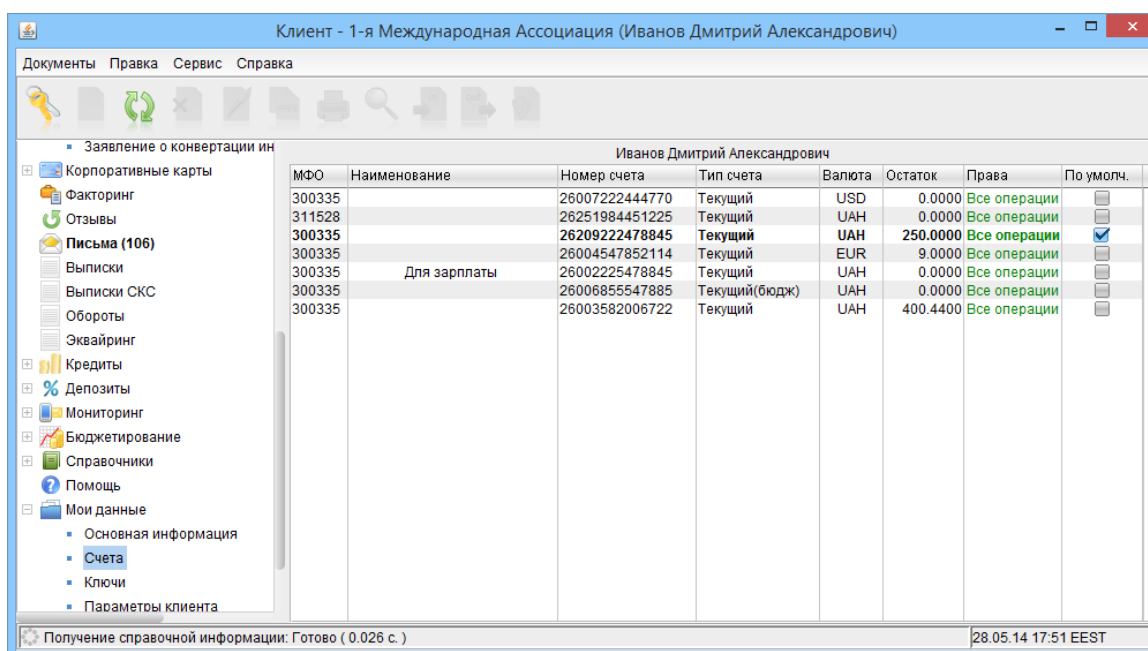 Клиент - 1-я Международная Ассоциация (Иванов Дмитрий Александрович)
Документы Правка Сервис Справка
Заявление о конвертации ин
Корпоративные карты
Факторинг
Отзывы
Письма (106)
Выписки
Выписки СКС
Обороты
Эквайринг
Кредиты
Депозиты
Мониторинг
Бюджетирование
Справочники
Помощь
Мои данные
Основная информация
Счета
Ключи
Параметры клиента
Иванов Дмитрий Александрович
МФО Наименование Номер счета Тип счета Валюта Остаток Права По умолч.
300335 26007222444770 Текущий USD 0.0000 Все операции
311528 26251984451225 Текущий UAH 0.0000 Все операции
300335 26209222478845 Текущий UAH 250.0000 Все операции
300335 26004547852114 Текущий EUR 9.0000 Все операции
300335 Для зарплаты 26002225478845 Текущий UAH 0.0000 Все операции
300335 26006855547885 Текущий(бюдж) UAH 0.0000 Все операции
300335 26003582006722 Текущий UAH 400.4400 Все операции
Получение справочной информации: Готово ( 0.026 с. ) 28.05.14 17:51 EEST